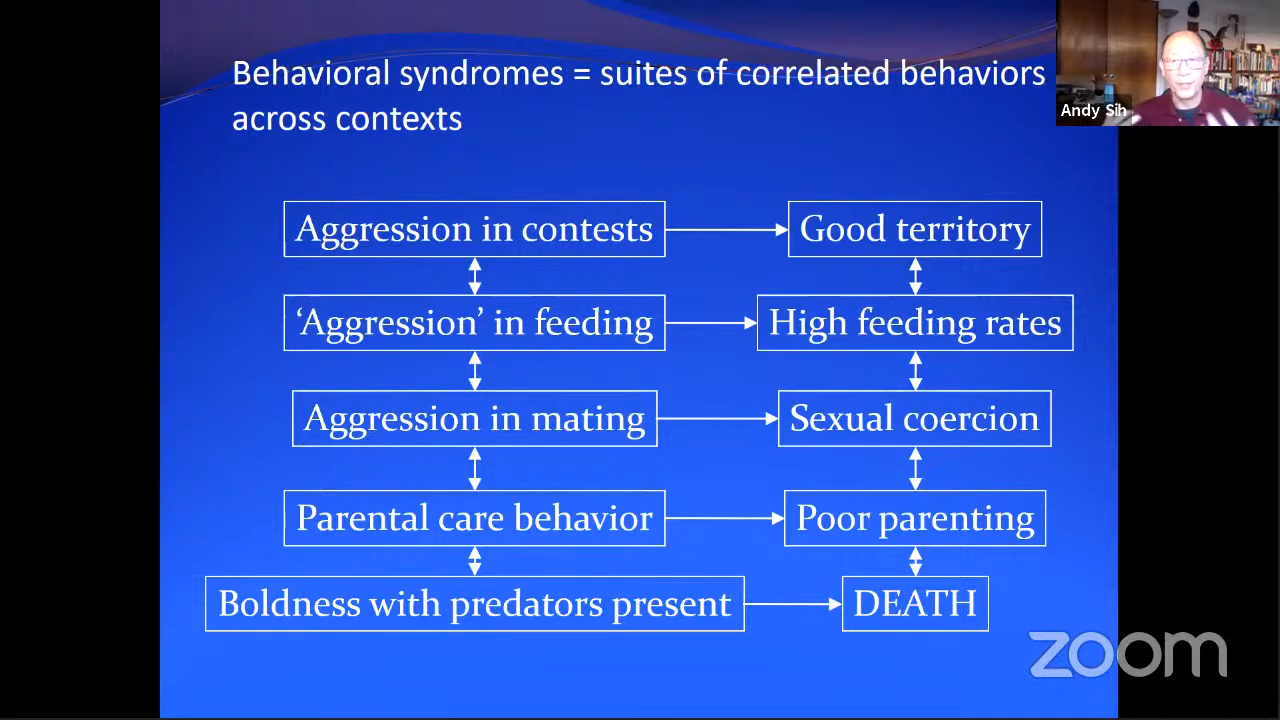 Behavioral syndromes = suites of correlated behaviors
across contexts
Andy Sih
Aggression in contests
Good territory
‘Aggression’ in feeding
High feeding rates
Aggression in mating
Sexual coercion
Parental care behavior
Poor parenting
Boldness with predators present
DEATH
zoom